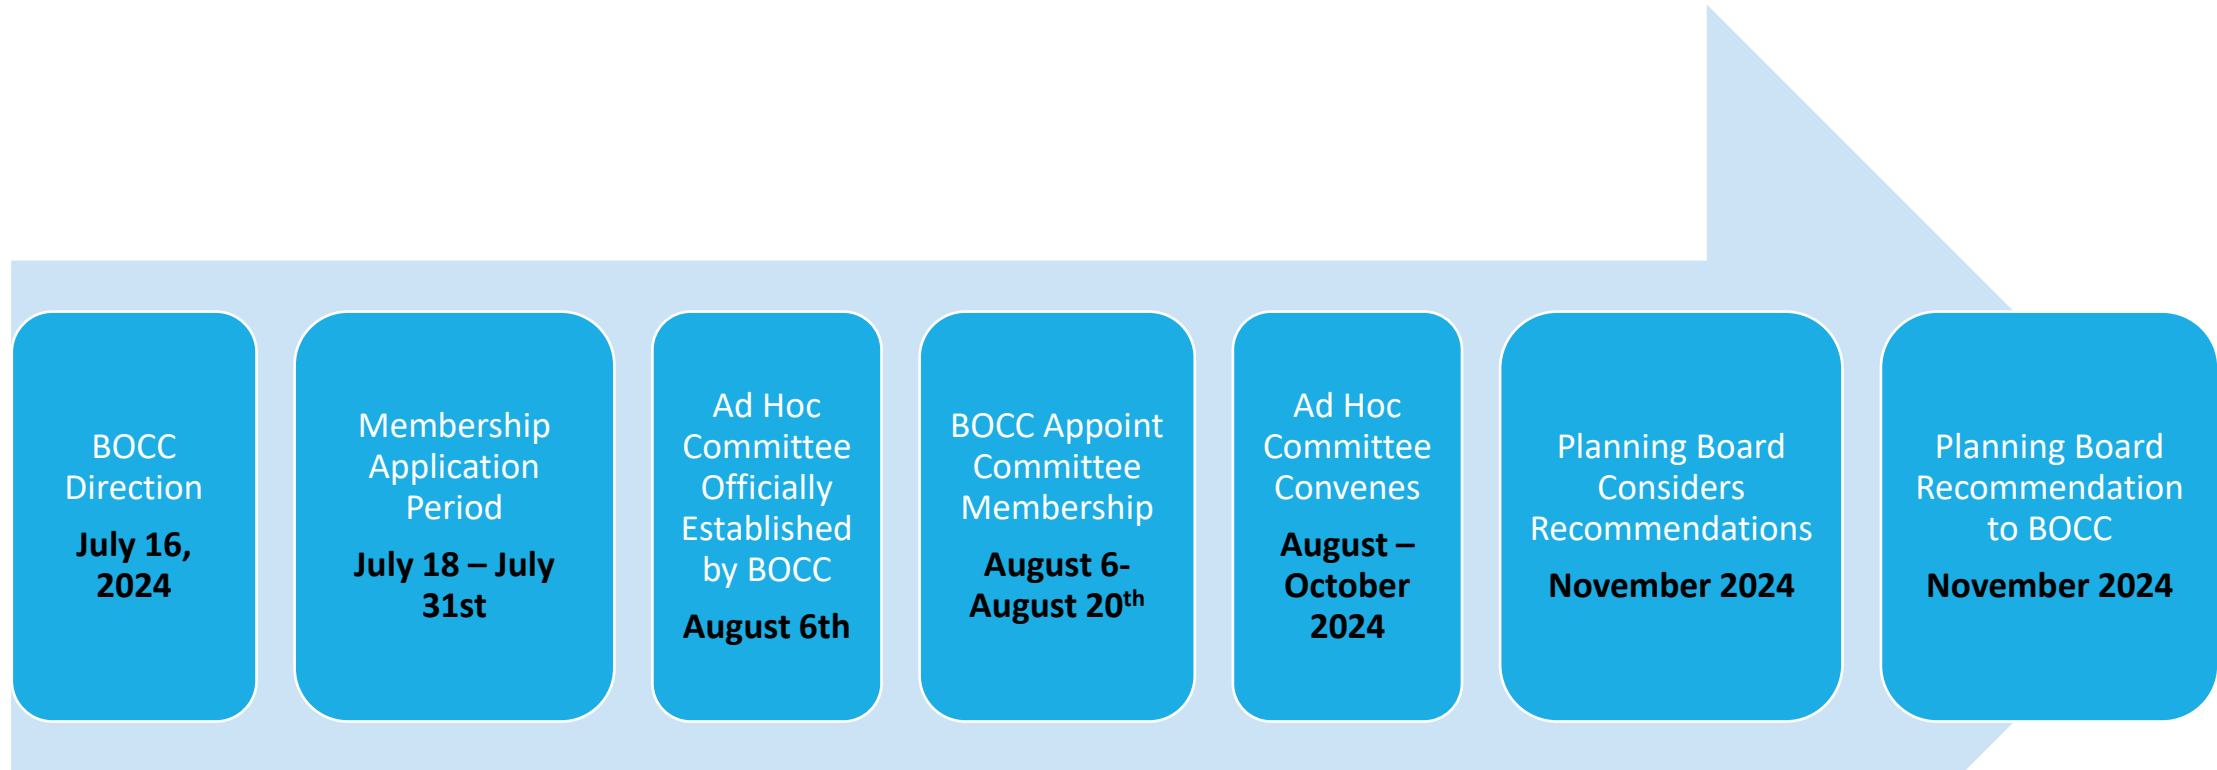 BOCC
Direction
July 16,
2024
Membership
Application
Period
July 18 – July
31st
Ad Hoc
Committee
Officially
Established
by BOCC
August 6th
BOCC Appoint
Committee
Membership
August 6-
August 20th
Ad Hoc
Committee
Convenes
August –
October
2024
Planning Board
Considers
Recommendations
November 2024
Planning Board
Recommendation
to BOCC
November 2024